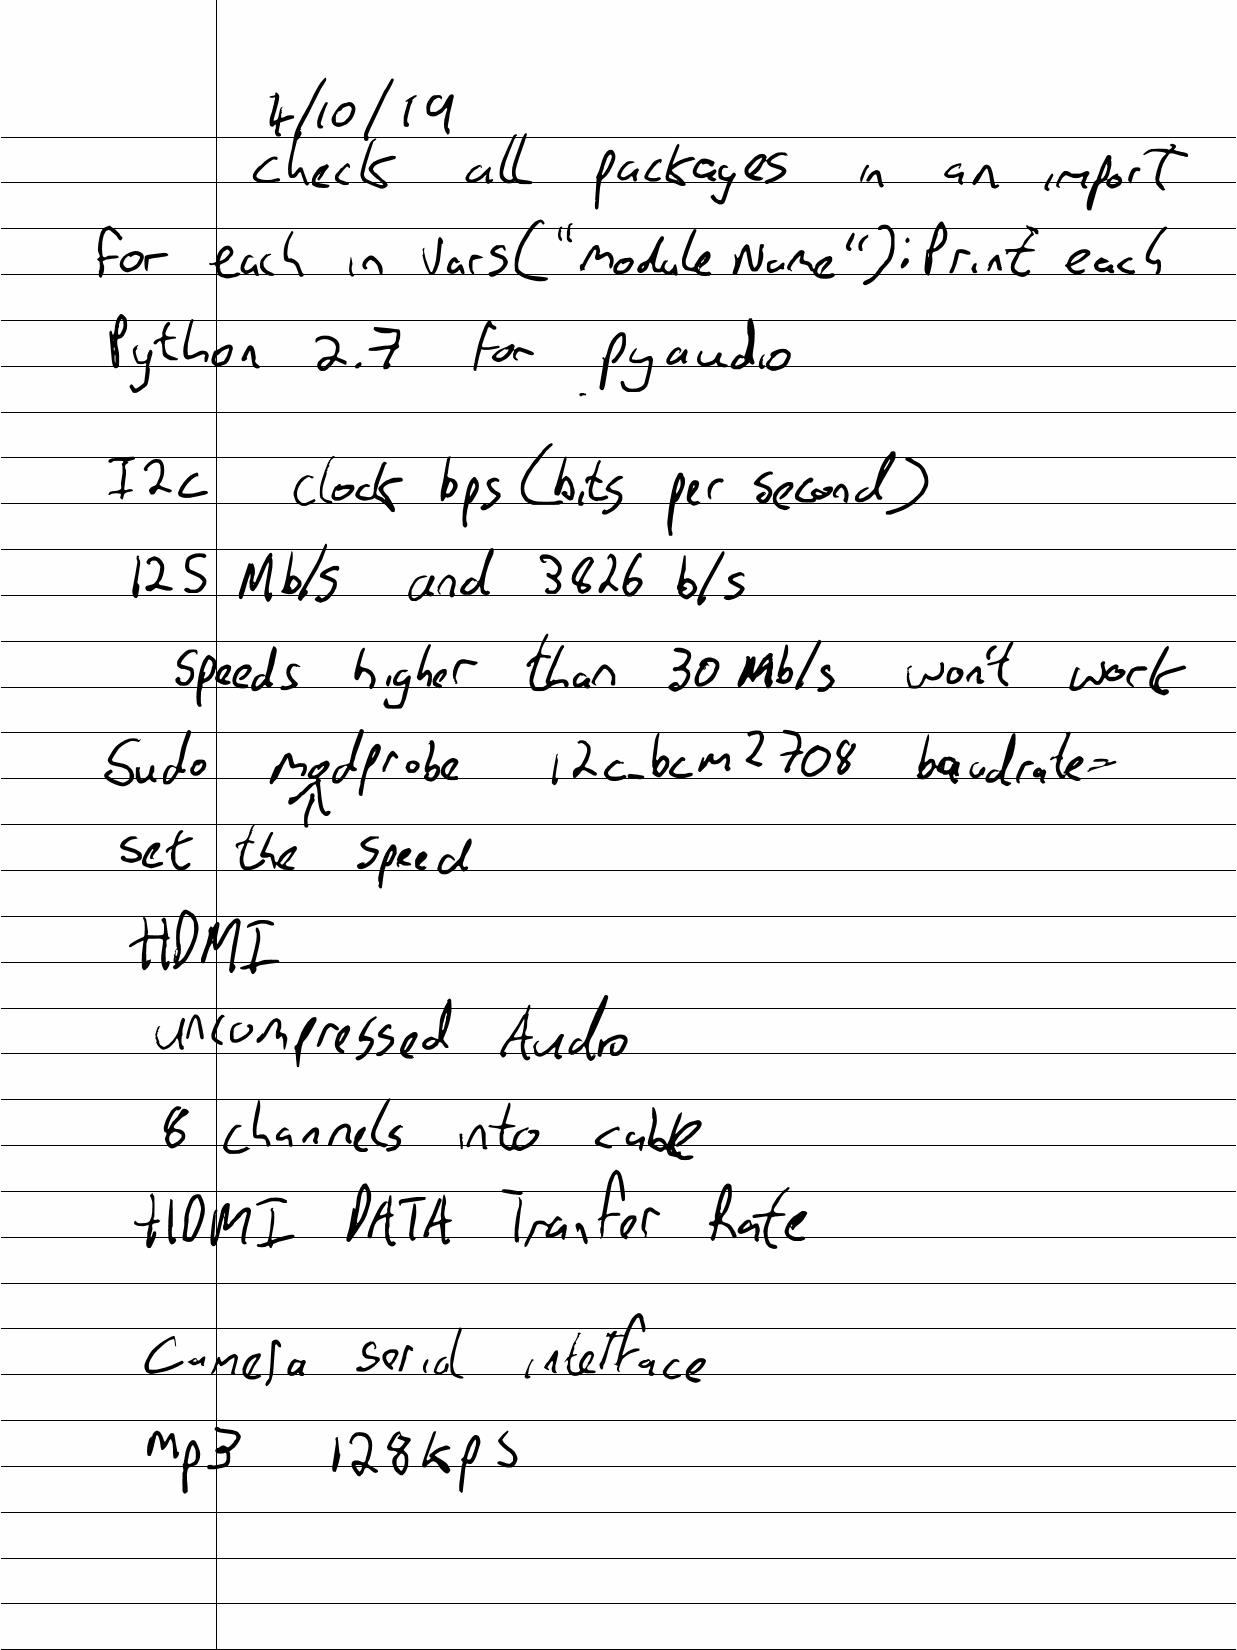 4/10/19
check all packages in an import
for each in vars("moduleName"):Print each
Python 2.7 for pyaudio
I2c clock bps (bits per second)
125 Mb/s and 3826 b/s
speeds higher than 30 Mb/s won't work
Sudo modprobe i2c_bcm2708 baudrate=
↑
set the speed
HDMI
uncompressed Audio
8 channels into cable
HDMI DATA Tranfer Rate
Camera serial interface
mp3 128kps